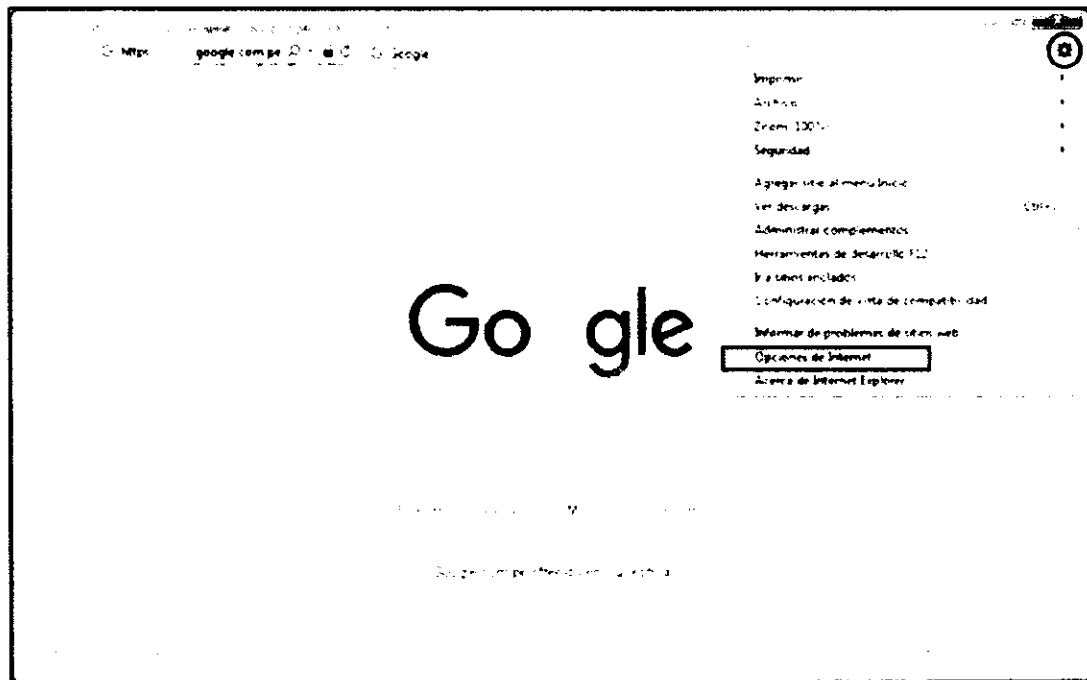 https google.com.pe Google
Imprimir
Archivo
Zoom (100%)
Seguridad
Agregar sitio al menú Inicio
Ver descargas Ctrl+J
Administrar complementos
Herramientas de desarrollo F12
Ir a sitios anclados
Configuración de Vista de compatibilidad
Informar de problemas de sitios web
Opciones de Internet
Acerca de Internet Explorer
Go gle